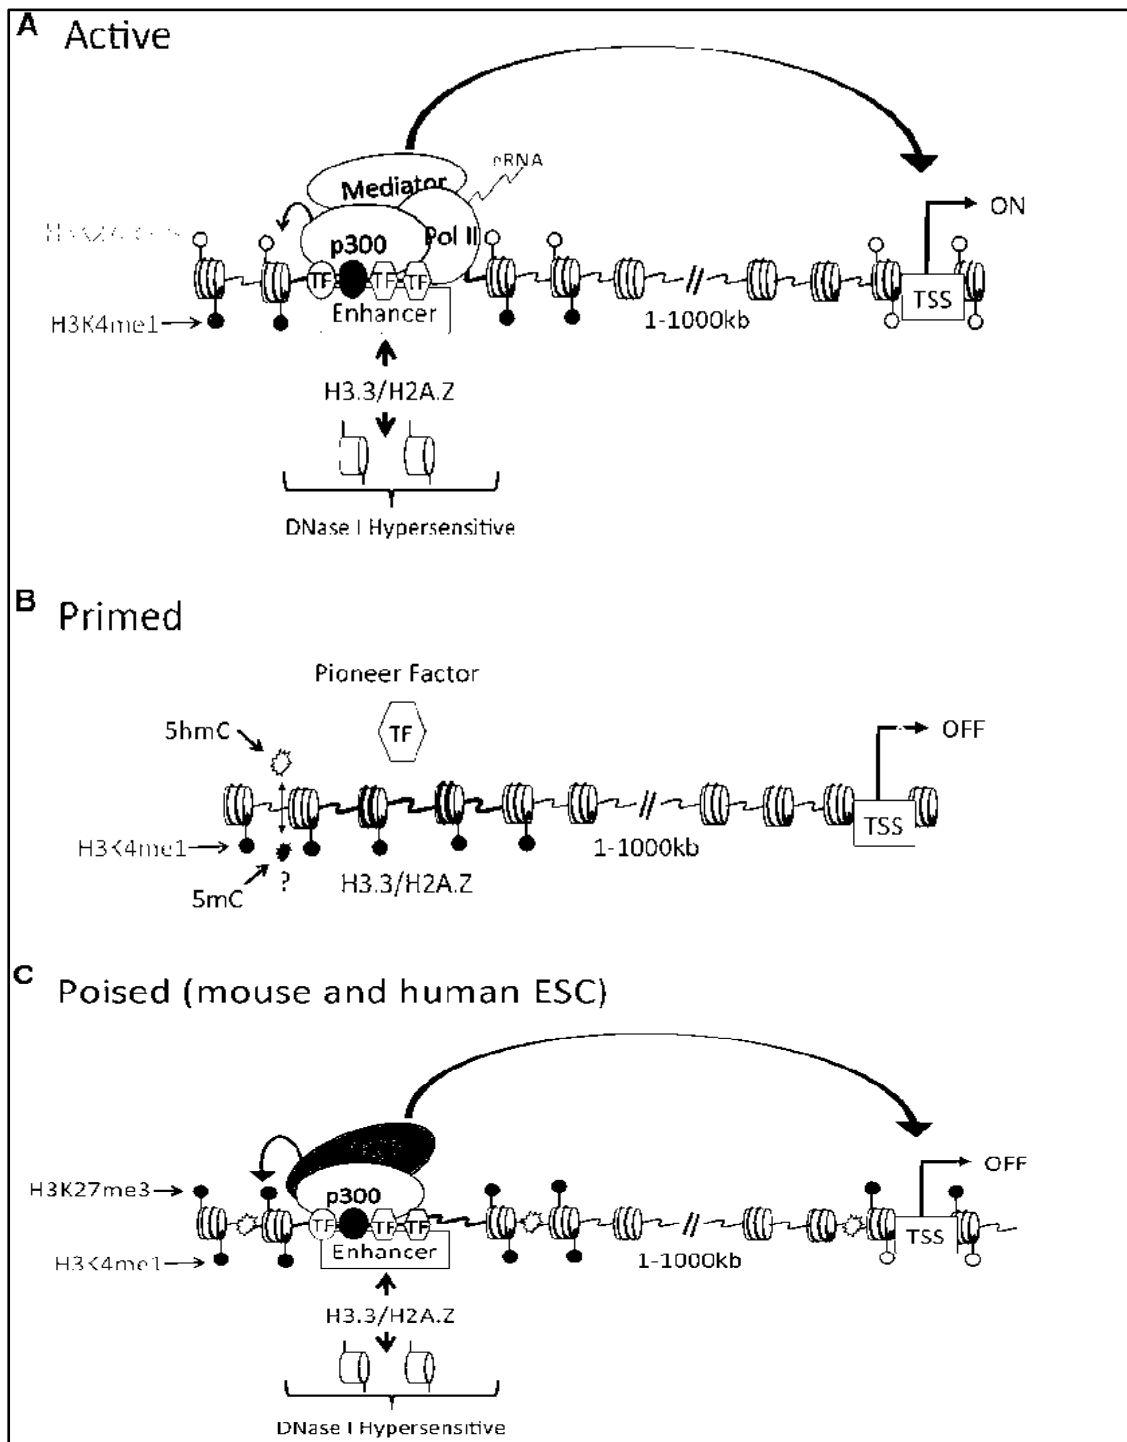 A Active
eRNA
Mediator
ON
p300
Pol II
TF
TF
TF
TSS
Enhancer
H3K4me1
1-1000kb
H3.3/H2A.Z
DNase I Hypersensitive
B Primed
Pioneer Factor
5hmC
TF
OFF
TSS
H3K4me1
1-1000kb
?
H3.3/H2A.Z
5mC
C Poised (mouse and human ESC)
OFF
H3K27me3
p300
TF
TF
TF
TSS
Enhancer
H3K4me1
1-1000kb
H3.3/H2A.Z
DNase I Hypersensitive